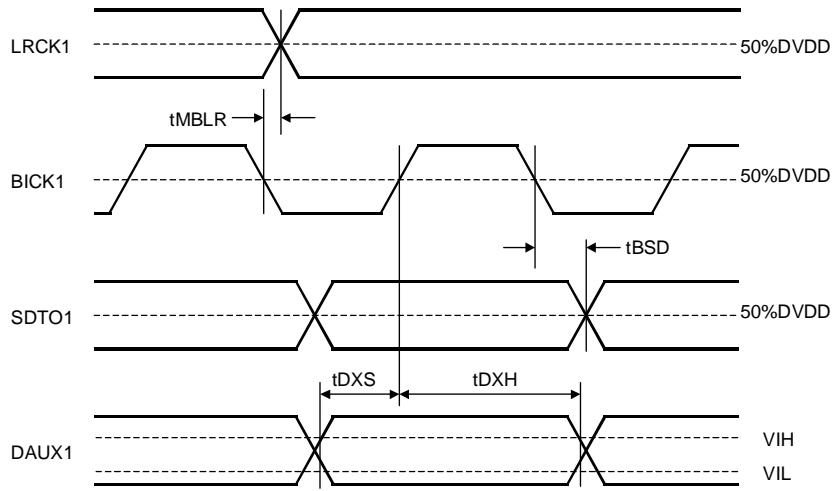 LRCK1
50%DVDD
tMBLR
BICK1
50%DVDD
tBSD
SDTO1
50%DVDD
tDXS
tDXH
DAUX1
VIH
VIL